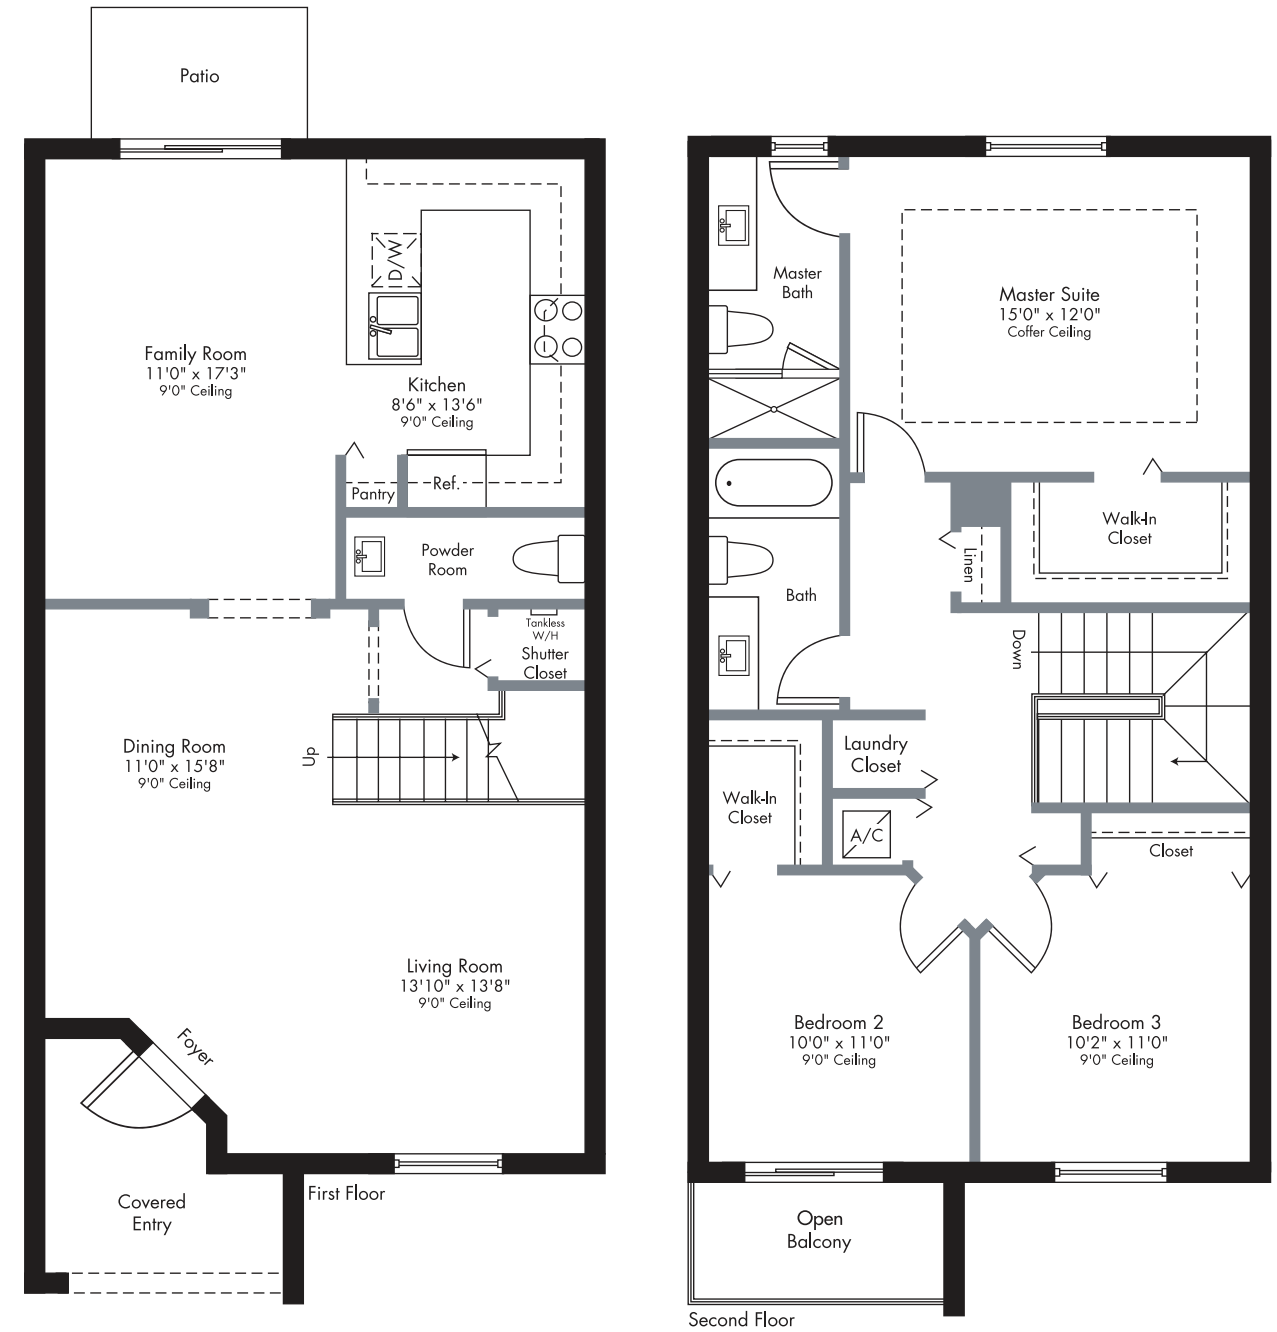 Patio
Family Room
11'0" x 17'3"
9'0" Ceiling
D/W
Kitchen
8'6" x 13'6"
9'0" Ceiling
Pantry
Ref.
Powder
Room
Tankless
W/H
Shutter
Closet
Dining Room
11'0" x 15'8"
9'0" Ceiling
Up
Living Room
13'10" x 13'8"
9'0" Ceiling
Foyer
Covered
Entry
First Floor
Master
Bath
Master Suite
15'0" x 12'0"
Coffer Ceiling
Walk-In
Closet
Linen
Bath
Down
Laundry
Closet
Walk-In
Closet
A/C
Closet
Bedroom 2
10'0" x 11'0"
9'0" Ceiling
Bedroom 3
10'2" x 11'0"
9'0" Ceiling
Open
Balcony
Second Floor